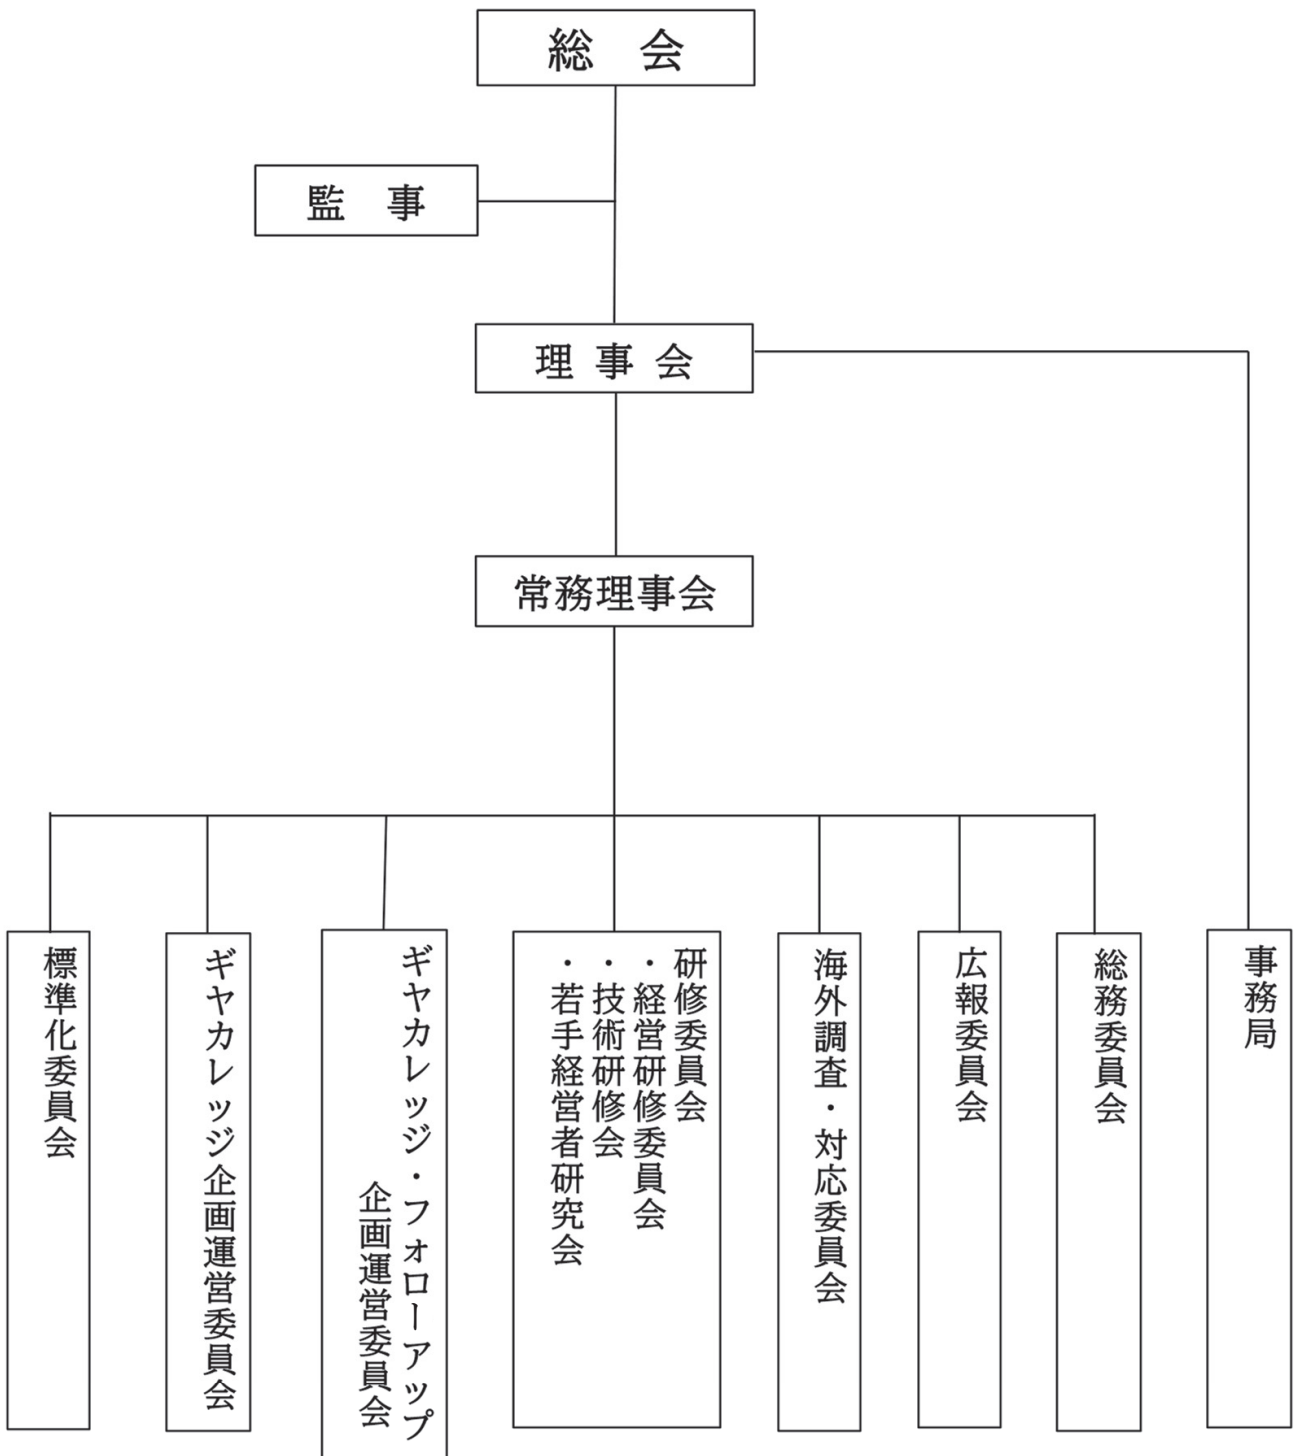 総　会
監　事
理 事 会
常務理事会
事務局
総務委員会
広報委員会
海外調査・対応委員会
研修委員会
・経営研修委員会
・技術研修会
・若手経営者研究会
ギヤカレッジ・フォローアップ
企画運営委員会
ギヤカレッジ企画運営委員会
標準化委員会